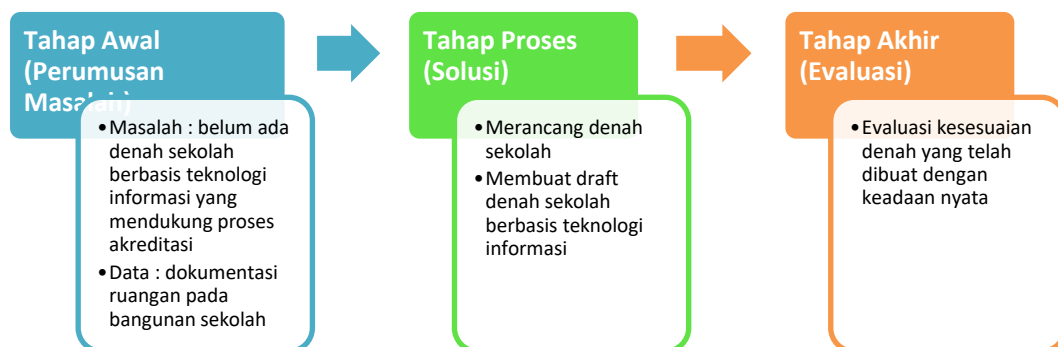 Tahap Awal
(Perumusan
Masalah)
•Masalah : belum ada
denah sekolah
berbasis teknologi
informasi yang
mendukung proses
akreditasi
•Data : dokumentasi
ruangan pada
bangunan sekolah
Tahap Proses
(Solusi)
•Merancang denah
sekolah
•Membuat draft
denah sekolah
berbasis teknologi
informasi
Tahap Akhir
(Evaluasi)
•Evaluasi kesesuaian
denah yang telah
dibuat dengan
keadaan nyata